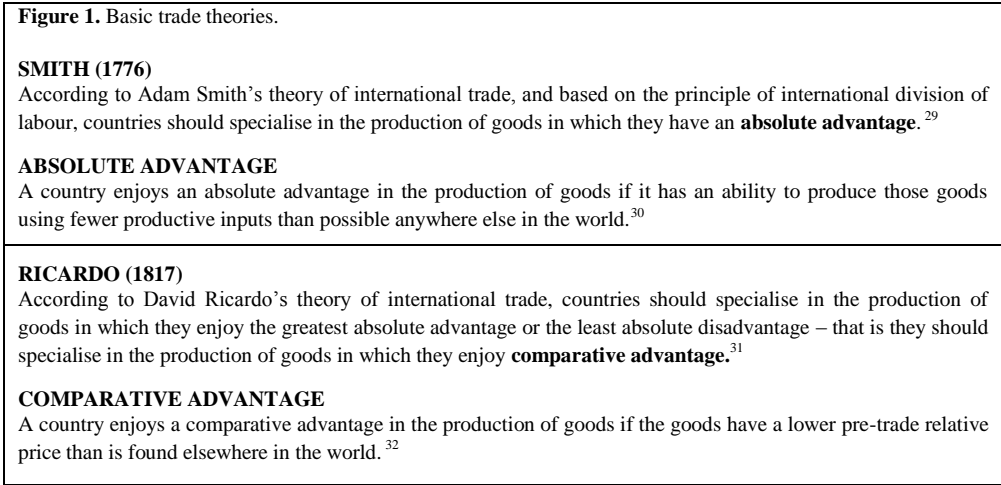 Figure 1. Basic trade theories.
SMITH (1776)
According to Adam Smith's theory of international trade, and based on the principle of international division of
labour, countries should specialise in the production of goods in which they have an absolute advantage. 29
ABSOLUTE ADVANTAGE
A country enjoys an absolute advantage in the production of goods if it has an ability to produce those goods
using fewer productive inputs than possible anywhere else in the world.30
RICARDO (1817)
According to David Ricardo's theory of international trade, countries should specialise in the production of
goods in which they enjoy the greatest absolute advantage or the least absolute disadvantage – that is they should
specialise in the production of goods in which they enjoy comparative advantage.31
COMPARATIVE ADVANTAGE
A country enjoys a comparative advantage in the production of goods if the goods have a lower pre-trade relative
price than is found elsewhere in the world. 32